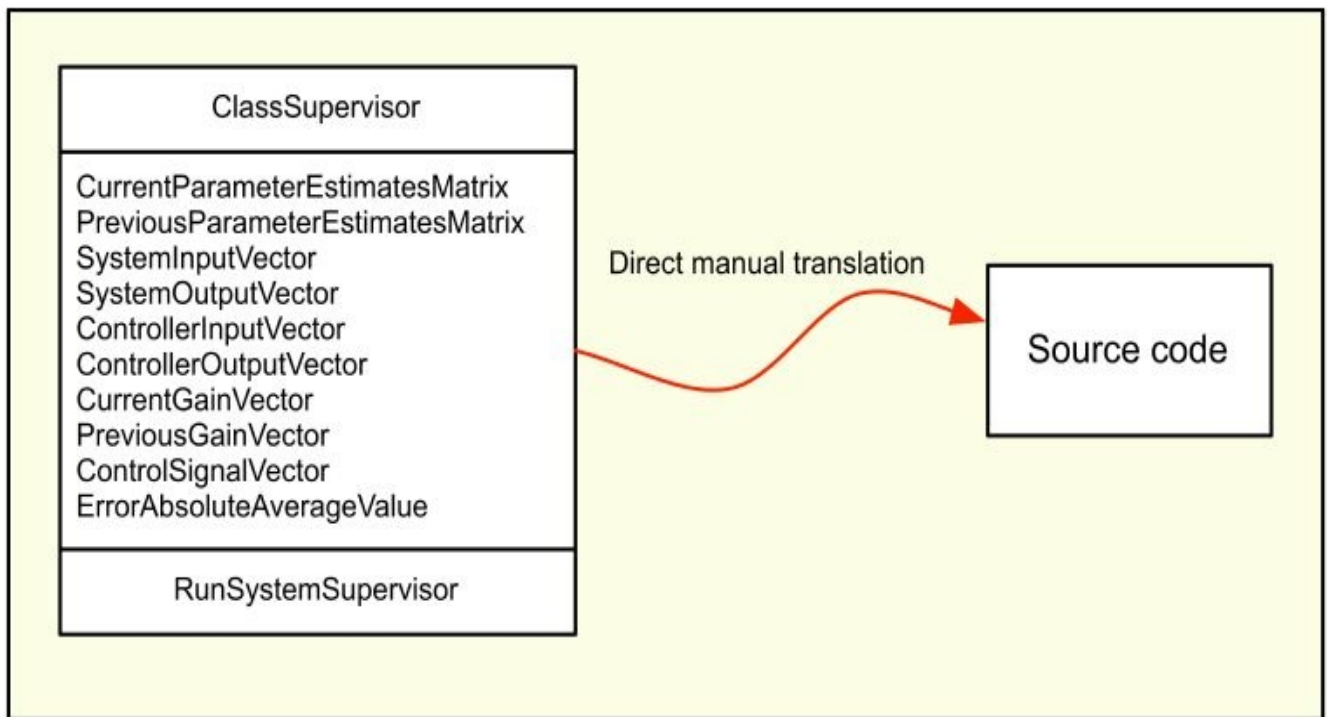 ClassSupervisor
CurrentParameterEstimatesMatrix
PreviousParameterEstimatesMatrix
SystemInputVector
SystemOutputVector
ControllerInputVector
ControllerOutputVector
CurrentGainVector
PreviousGainVector
ControlSignalVector
ErrorAbsoluteAverageValue
RunSystemSupervisor
Direct manual translation
Source code